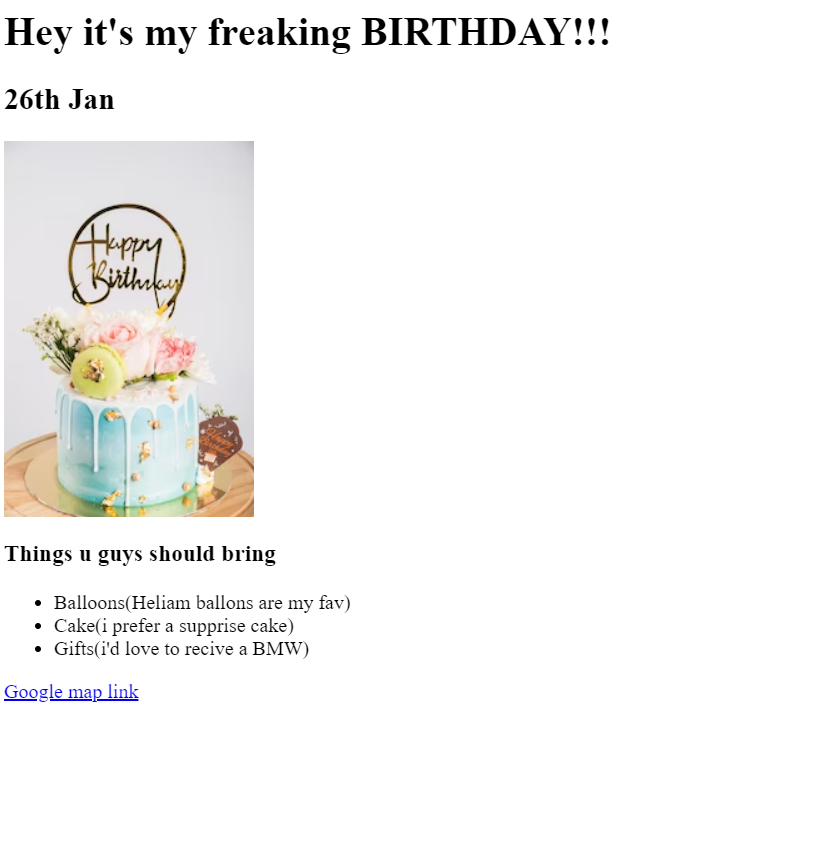 Hey it's my freaking BIRTHDAY!!!
26th Jan
Happy
Birthday
Things u guys should bring
Balloons(Heliam ballons are my fav)
Cake(i prefer a supprise cake)
Gifts(i'd love to recive a BMW)
Google map link